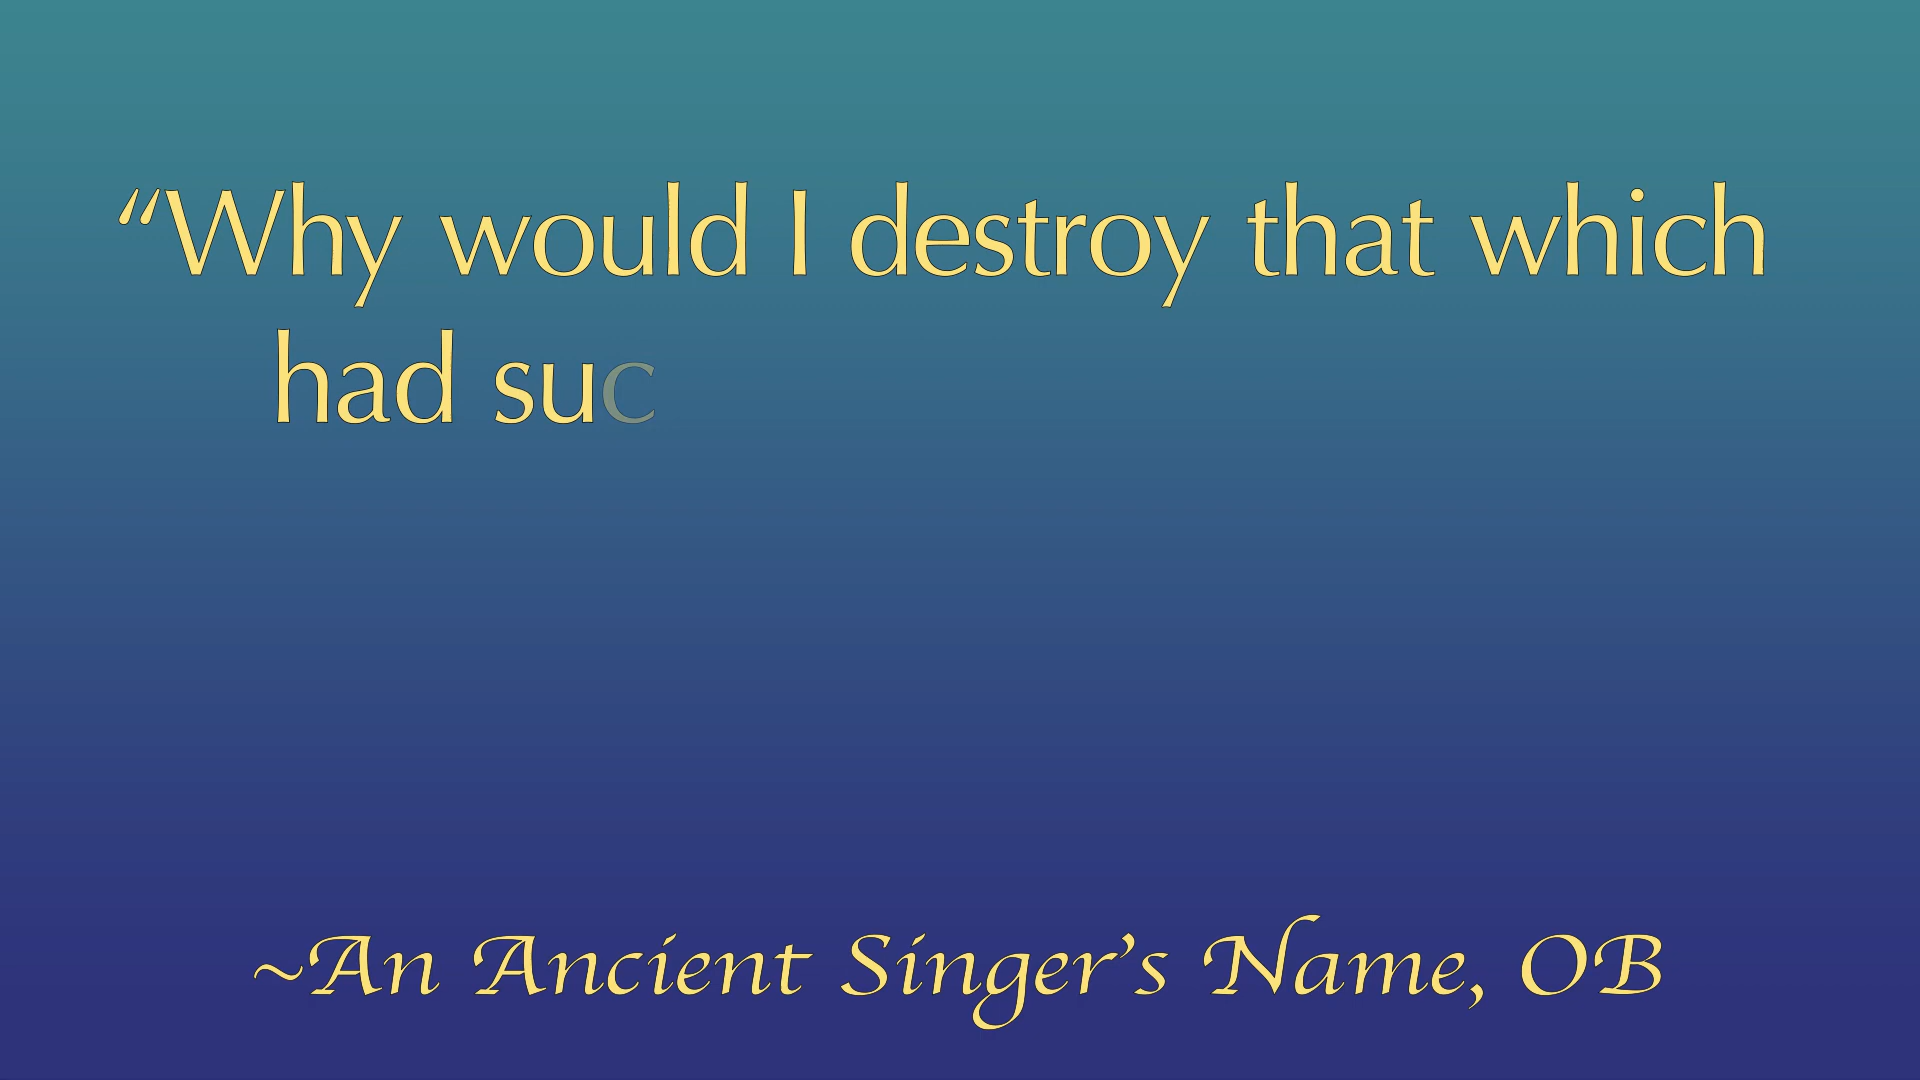 “Why would I destroy that which
had suc
~An Ancient Singer’s Name, OB